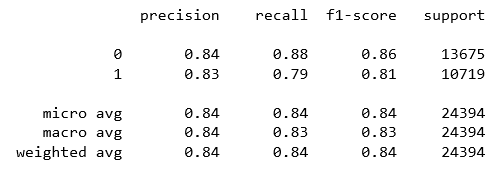 precision recall f1-score support
0 0.84 0.88 0.86 13675
1 0.83 0.79 0.81 10719
micro avg 0.84 0.84 0.84 24394
macro avg 0.84 0.83 0.83 24394
weighted avg 0.84 0.84 0.84 24394